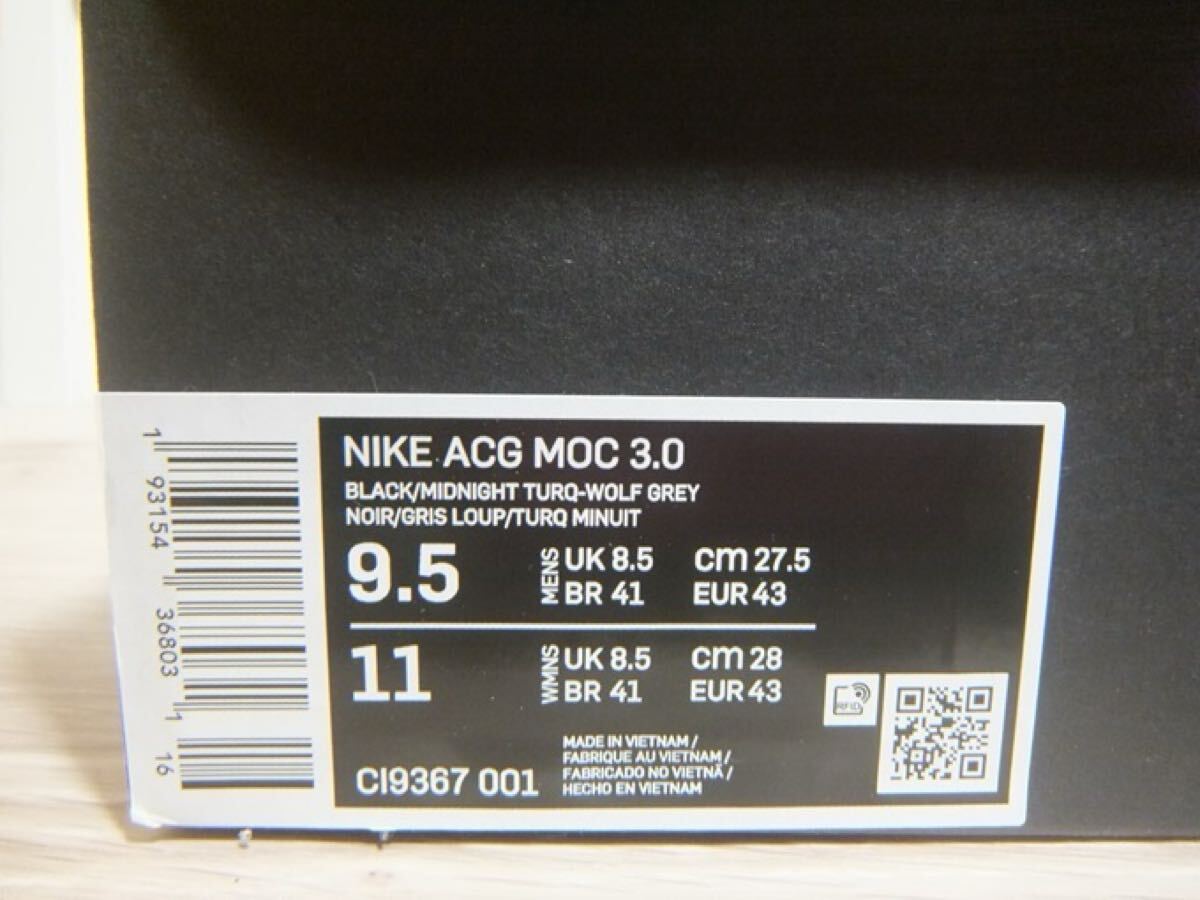 NIKE ACG MOC 3.0
BLACK/MIDNIGHT TURQ-WOLF GREY
NOIR/GRIS LOUP/TURQ MINUIT
9.5 MENS UK 8.5 cm 27.5
BR 41 EUR 43
11 WMNS UK 8.5 cm 28
BR 41 EUR 43
RFID
MADE IN VIETNAM /
FABRIQUE AU VIETNAM /
FABRICADO NO VIETNÃ /
HECHO EN VIETNAM
CI9367 001
1 93154 36803 1 16